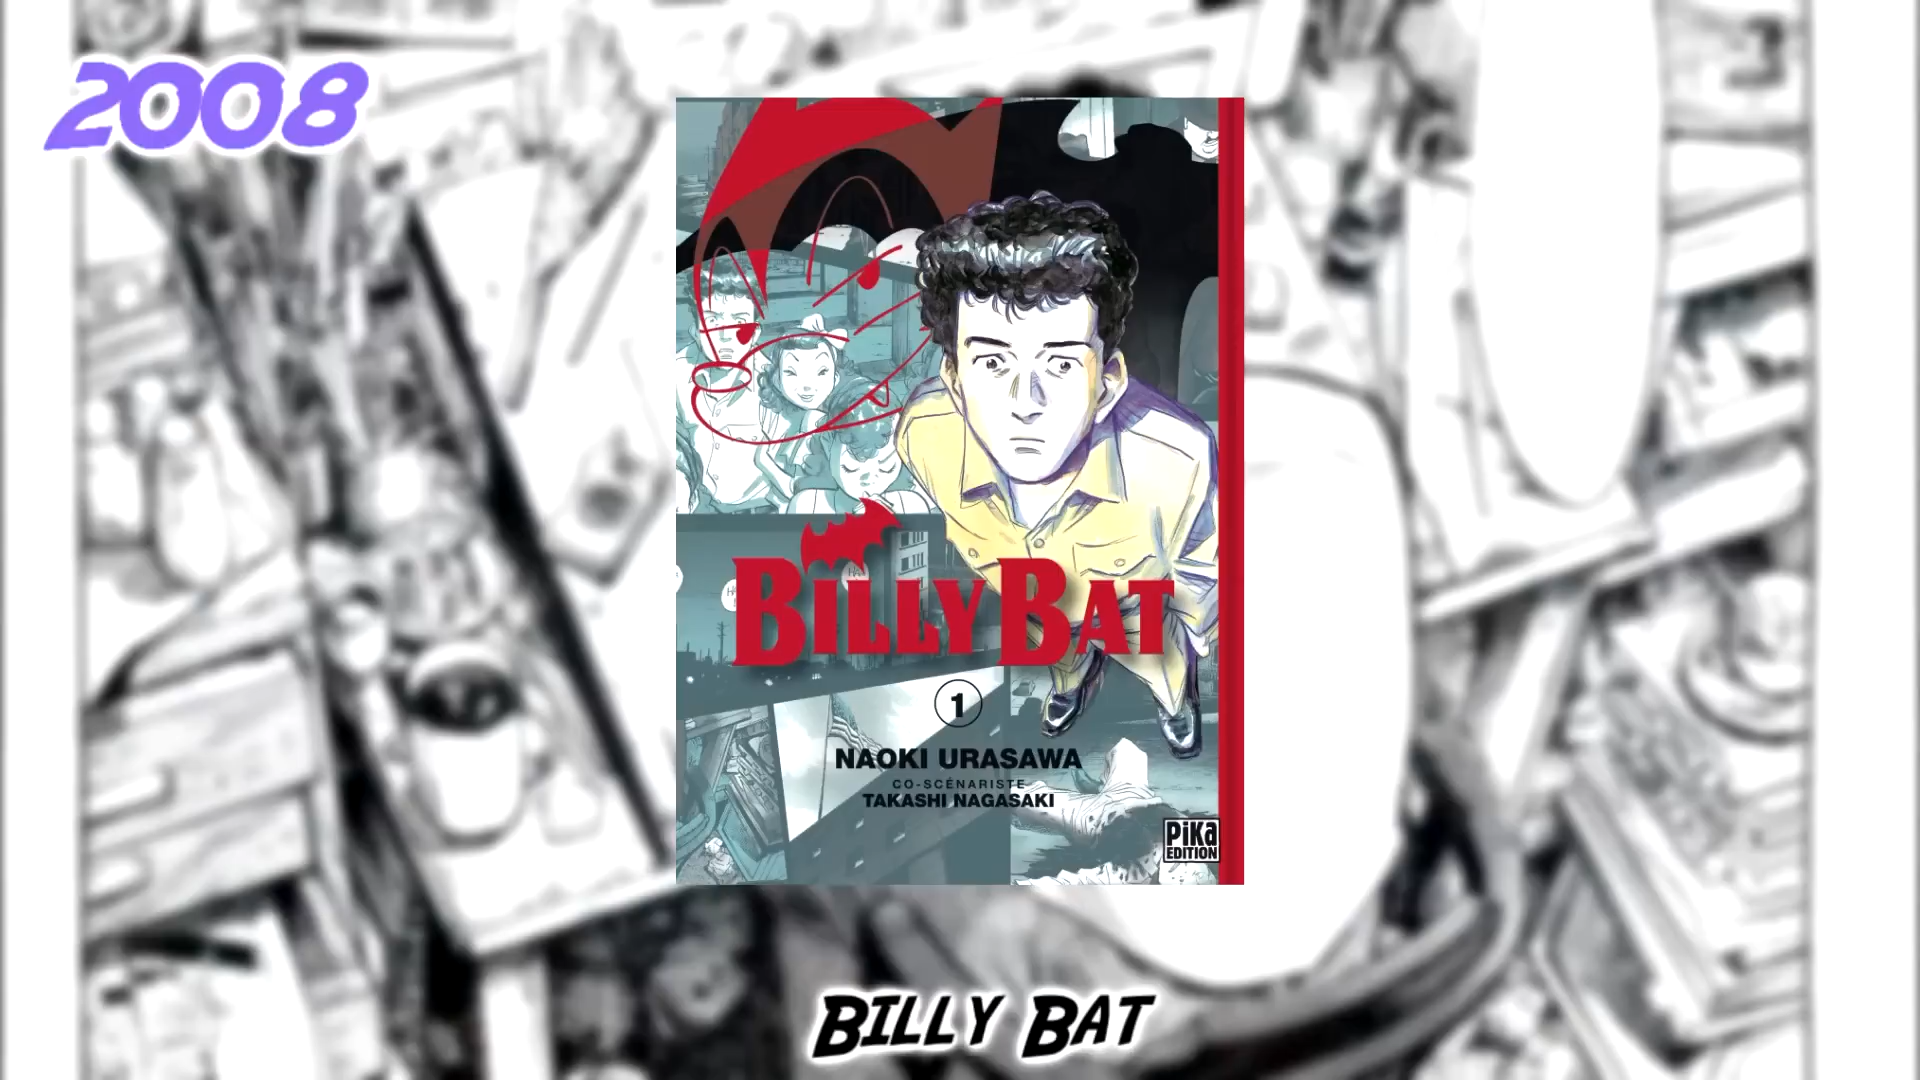 2008
BILLY BAT
1
NAOKI URASAWA
CO-SCÉNARISTE
TAKASHI NAGASAKI
PIKA
EDITION
BILLY BAT